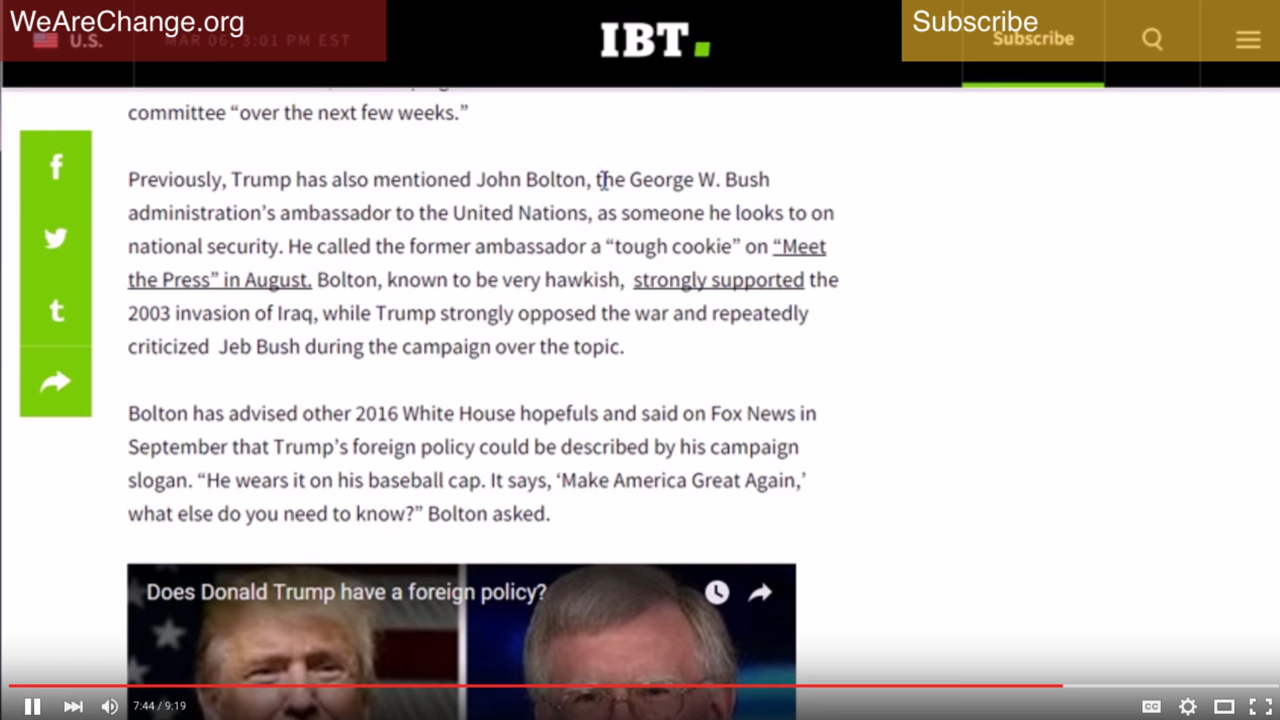 WeAreChange.org
Subscribe
U.S.
MAR 06, 3:01 PM EST
IBT
Subscribe
committee “over the next few weeks.”
Previously, Trump has also mentioned John Bolton, the George W. Bush
administration’s ambassador to the United Nations, as someone he looks to on
national security. He called the former ambassador a “tough cookie” on “Meet
the Press” in August. Bolton, known to be very hawkish, strongly supported the
2003 invasion of Iraq, while Trump strongly opposed the war and repeatedly
criticized Jeb Bush during the campaign over the topic.
Bolton has advised other 2016 White House hopefuls and said on Fox News in
September that Trump’s foreign policy could be described by his campaign
slogan. “He wears it on his baseball cap. It says, ‘Make America Great Again,’
what else do you need to know?” Bolton asked.
Does Donald Trump have a foreign policy?
7:44 / 9:19
CC